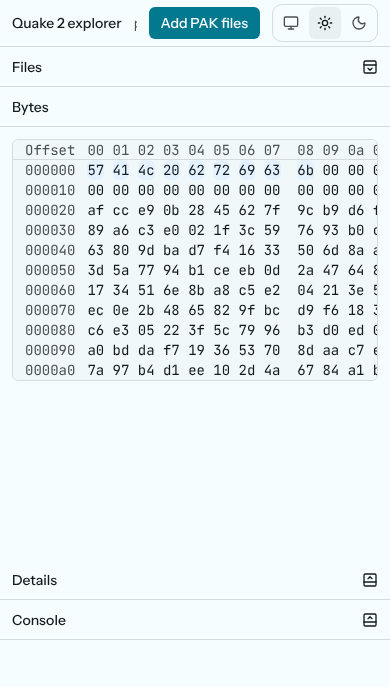 Quake 2 explorer
Add PAK files
Files
Bytes
Offset 00 01 02 03 04 05 06 07 08 09 0a
000000 57 41 4c 20 62 72 69 63 6b 00 00
000010 00 00 00 00 00 00 00 00 00 00 00
000020 af cc e9 0b 28 45 62 7f 9c b9 d6
000030 89 a6 c3 e0 02 1f 3c 59 76 93 b0
000040 63 80 9d ba d7 f4 16 33 50 6d 8a
000050 3d 5a 77 94 b1 ce eb 0d 2a 47 64
000060 17 34 51 6e 8b a8 c5 e2 04 21 3e
000070 ec 0e 2b 48 65 82 9f bc d9 f6 18
000080 c6 e3 05 22 3f 5c 79 96 b3 d0 ed
000090 a0 bd da f7 19 36 53 70 8d aa c7
0000a0 7a 97 b4 d1 ee 10 2d 4a 67 84 a1
Details
Console